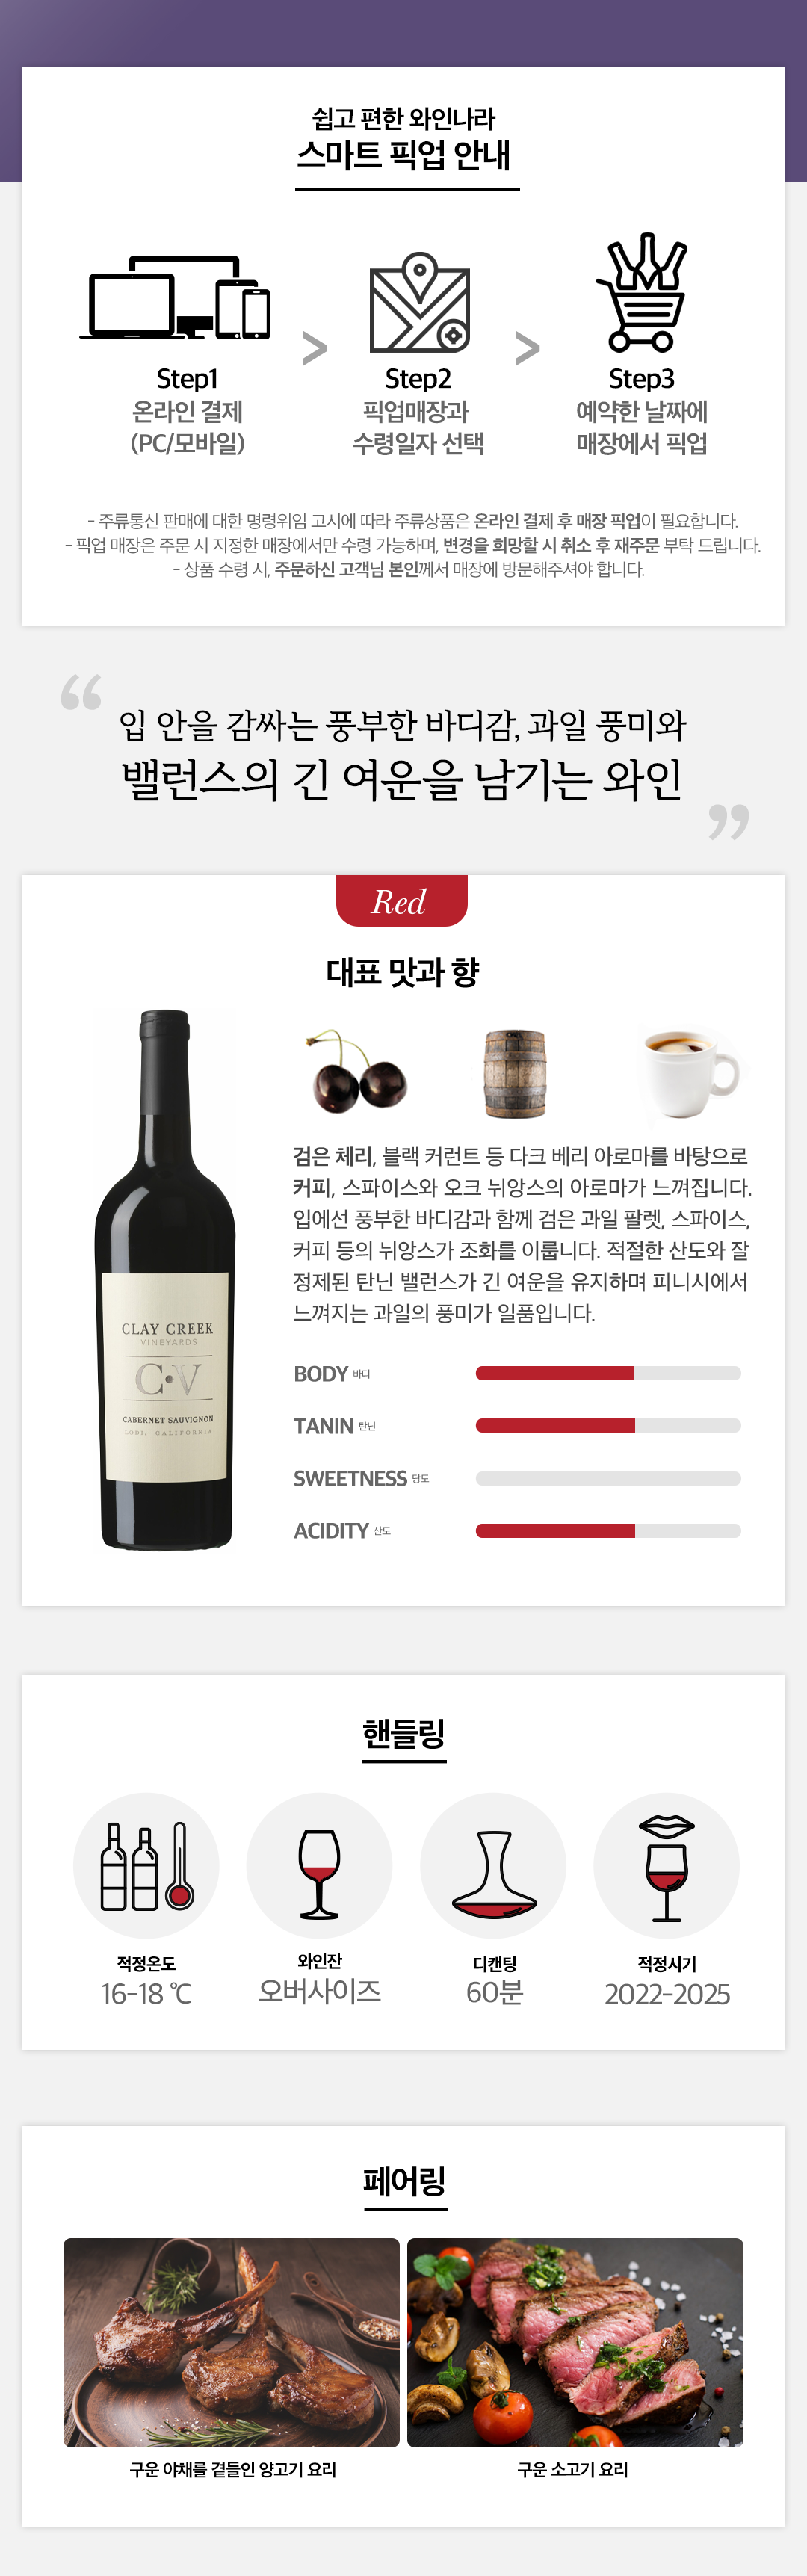 쉽고 편한 와인나라
스마트 픽업 안내
Step1
온라인 결제
(PC/모바일)
>
Step2
픽업매장과
수령일자 선택
>
Step3
예약한 날짜에
매장에서 픽업
- 주류통신 판매에 대한 명령위임 고시에 따라 주류상품은 온라인 결제 후 매장 픽업이 필요합니다.
- 픽업 매장은 주문 시 지정한 매장에서만 수령 가능하며, 변경을 희망할 시 취소 후 재주문 부탁 드립니다.
- 상품 수령 시, 주문하신 고객님 본인께서 매장에 방문해주셔야 합니다.
“
입 안을 감싸는 풍부한 바디감, 과일 풍미와
밸런스의 긴 여운을 남기는 와인
”
Red
대표 맛과 향
검은 체리, 블랙 커런트 등 다크 베리 아로마를 바탕으로
커피, 스파이스와 오크 뉘앙스의 아로마가 느껴집니다.
입에선 풍부한 바디감과 함께 검은 과일 팔렛, 스파이스,
커피 등의 뉘앙스가 조화를 이룹니다. 적절한 산도와 잘
정제된 탄닌 밸런스가 긴 여운을 유지하며 피니시에서
느껴지는 과일의 풍미가 일품입니다.
CLAY CREEK
VINEYARDS
C•V
CABERNET SAUVIGNON
LODI, CALIFORNIA
BODY 바디
TANIN 탄닌
SWEETNESS 당도
ACIDITY 산도
핸들링
적정온도
16-18 ℃
와인잔
오버사이즈
디캔팅
60분
적정시기
2022-2025
페어링
구운 야채를 곁들인 양고기 요리
구운 소고기 요리